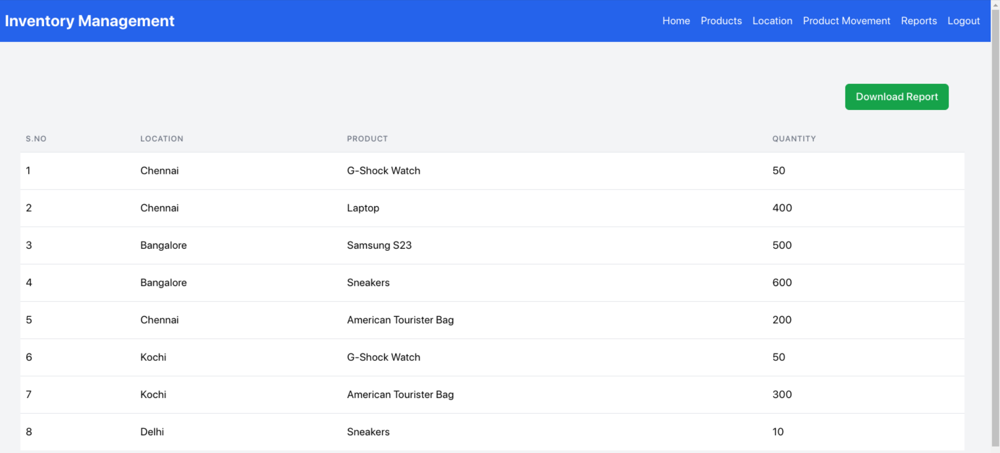 Inventory Management Home Products Location Product Movement Reports Logout
Download Report
S.NO LOCATION PRODUCT QUANTITY
1 Chennai G-Shock Watch 50
2 Chennai Laptop 400
3 Bangalore Samsung S23 500
4 Bangalore Sneakers 600
5 Chennai American Tourister Bag 200
6 Kochi G-Shock Watch 50
7 Kochi American Tourister Bag 300
8 Delhi Sneakers 10